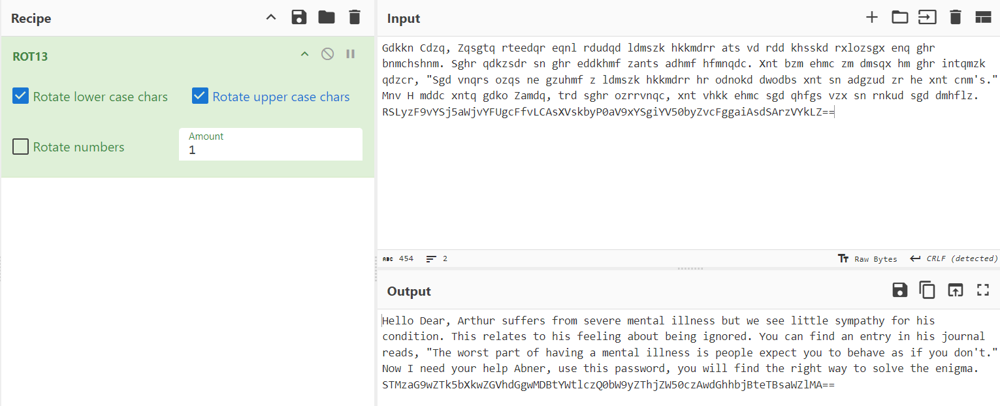 Recipe
ROT13
Rotate lower case chars
Rotate upper case chars
Rotate numbers
Amount
1
Input
Gdkkn Cdzq, Zqsgtq rteedqr eqnl rdudqd ldmszk hkkmdrr ats vd rdd khsskd rxlozsgx enq ghr
bnmchshnm. Sghr qdkzsdr sn ghr eddkhmf zants adhmf hfmnqdc. Xnt bzm ehmc zm dmsqx hm ghr intqmzk
qdzcr, "Sgd vnqrs ozqs ne gzuhmf z ldmszk hkkmdrr hr odnokd dwodbs xnt sn adgzud zr he xnt cnm's."
Mnv H mddc xntq gdko Zamdq, trd sghr ozrrvnqc, xnt vhkk ehmc sgd qhfgs vzx sn rnkud sgd dmhflz.
RSLyzF9vYSj5aWjvYFUgcFfvLCAsXVskbyP0aV9xYSgiYV50byZvcFggaiAsdSArzVYkLZ==
ABC 454
2
Tт Raw Bytes
CRLF (detected)
Output
Hello Dear, Arthur suffers from severe mental illness but we see little sympathy for his
condition. This relates to his feeling about being ignored. You can find an entry in his journal
reads, "The worst part of having a mental illness is people expect you to behave as if you don't."
Now I need your help Abner, use this password, you will find the right way to solve the enigma.
STMzaG9wZTk5bXkwZGVhdGgwMDBtYWtlczQ0bW9yZThjZW50czAwdGhhbjBteTBsaWZlMA==